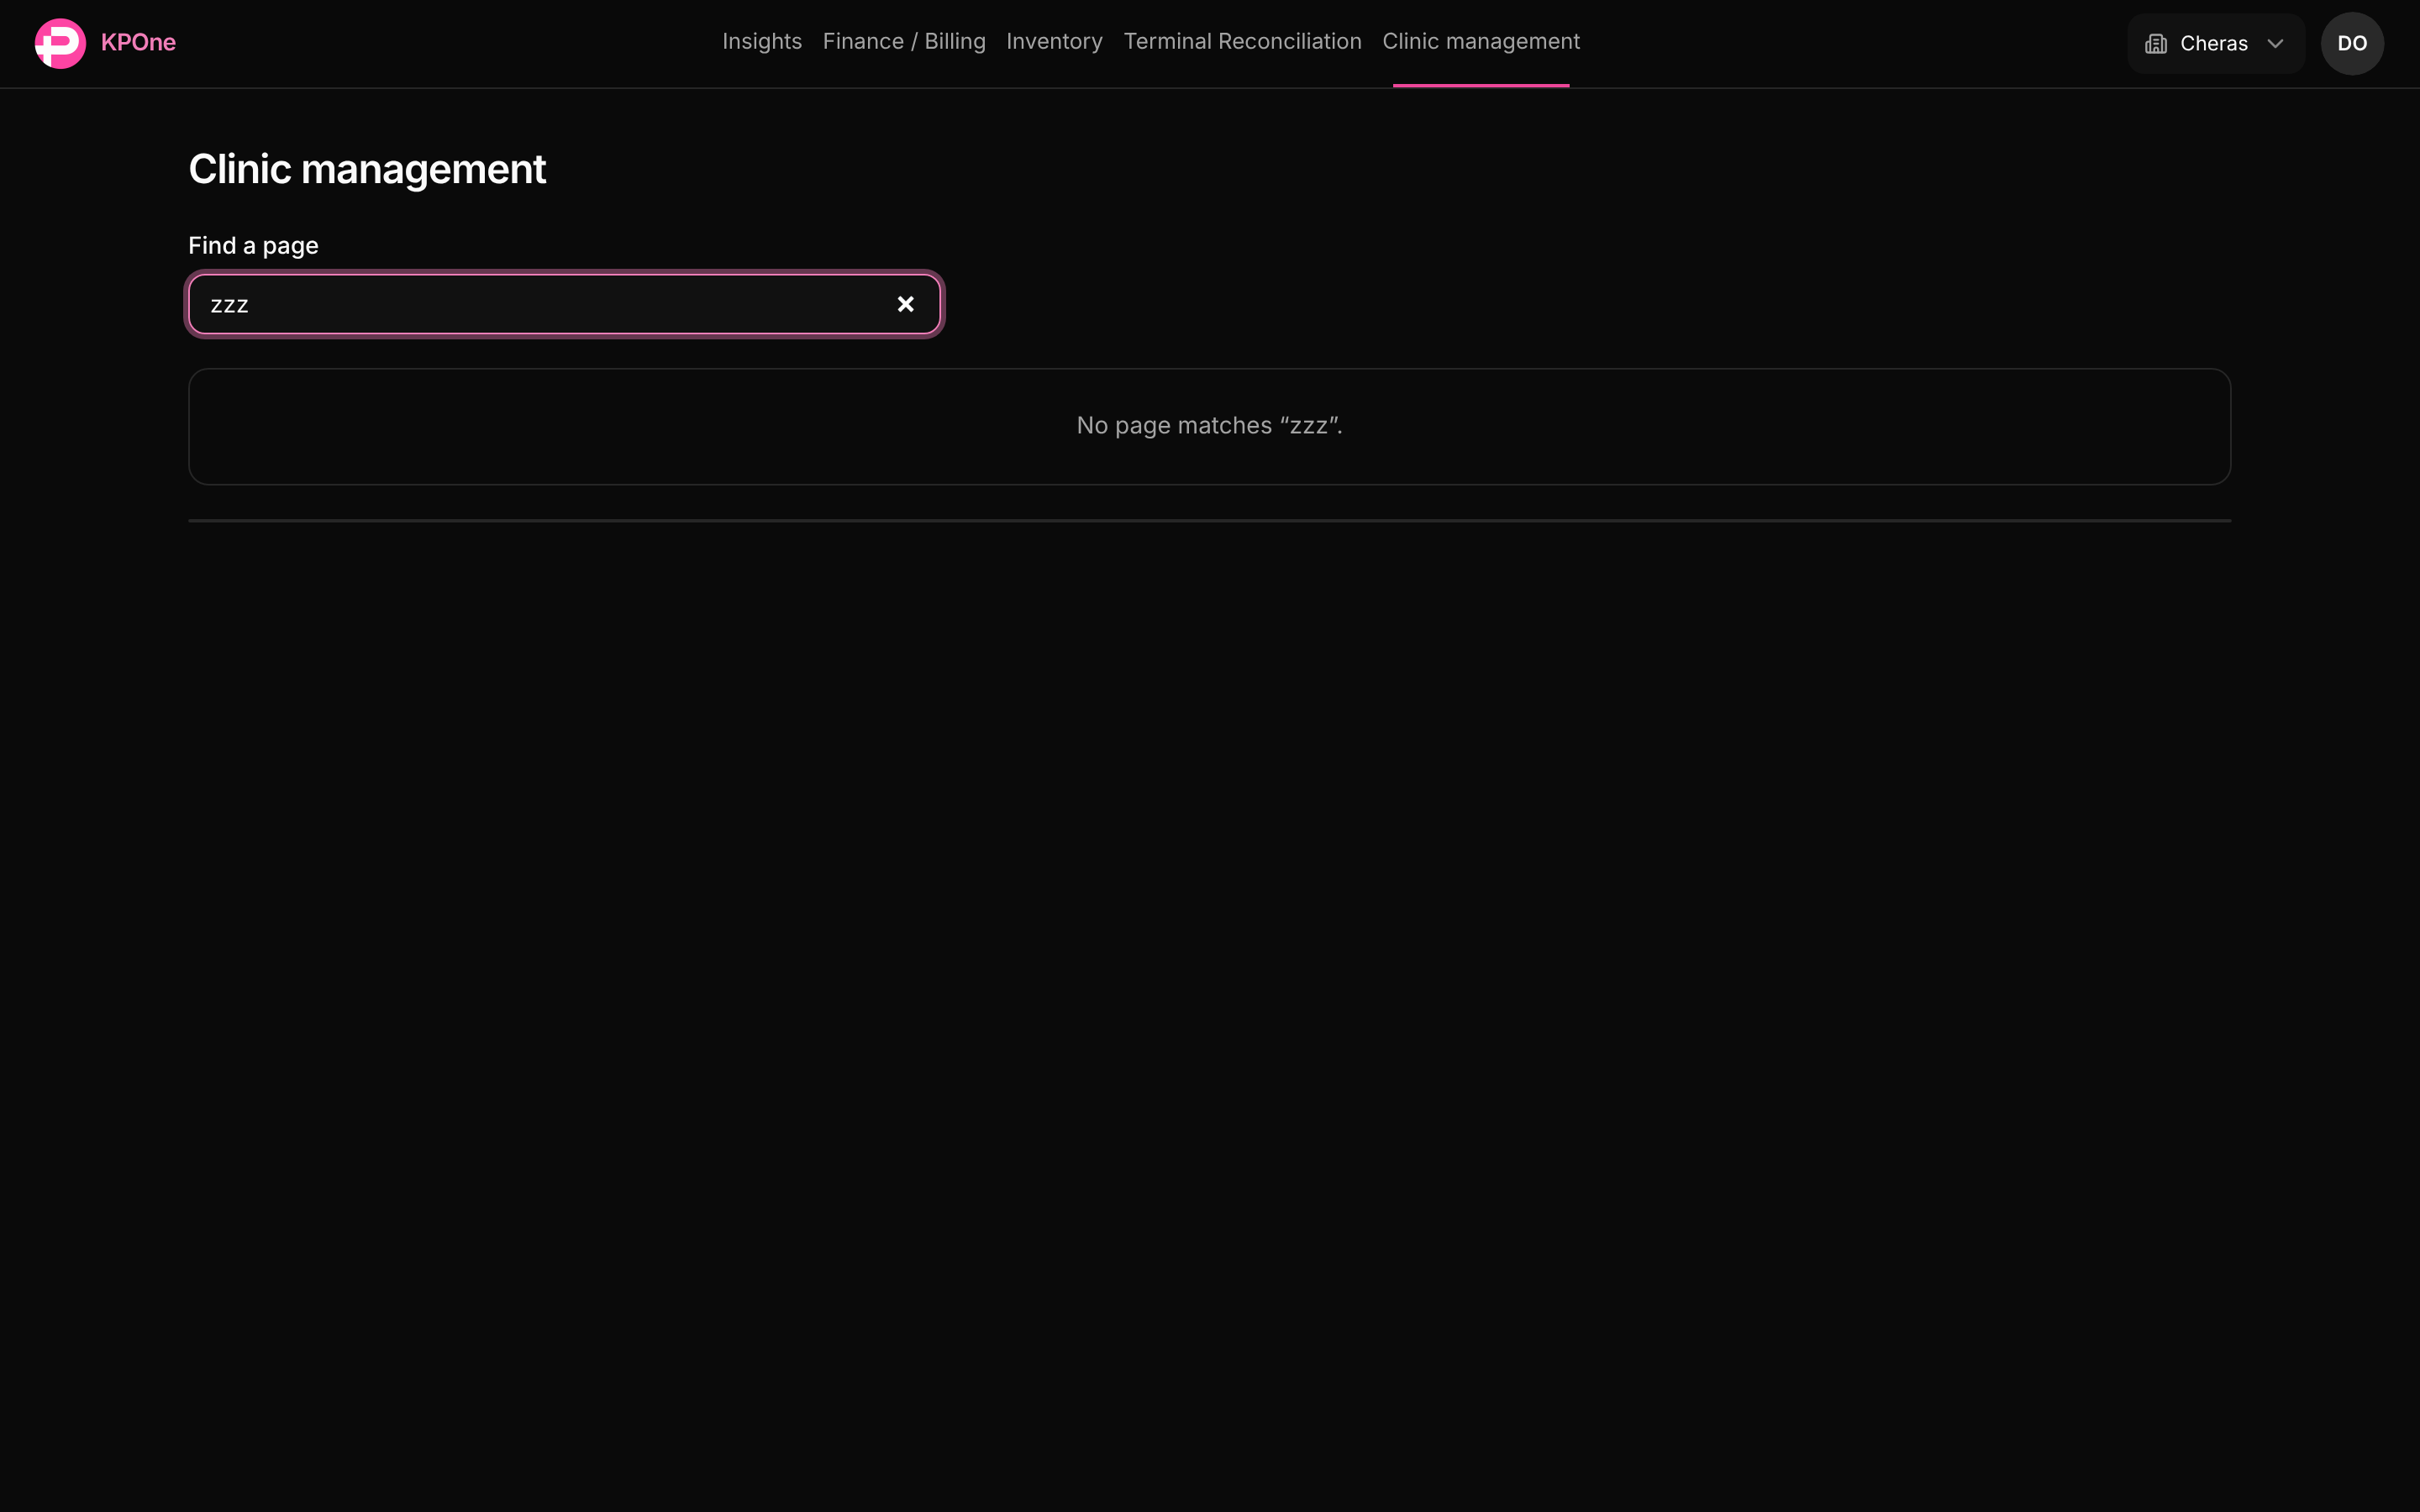 KPOne
Insights Finance / Billing Inventory Terminal Reconciliation Clinic management
Cheras
DO
Clinic management
Find a page
zzz
No page matches “zzz”.